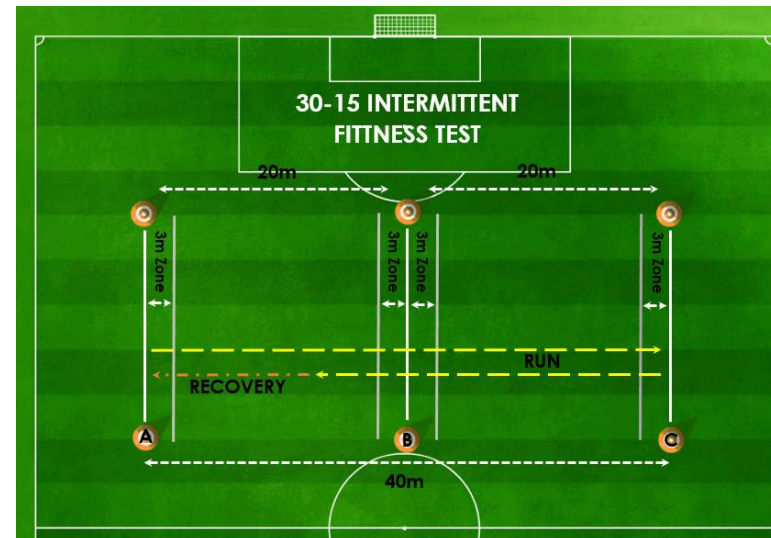 30-15 INTERMITTENT
FITTNESS TEST
20m
20m
3m Zone
3m Zone
3m Zone
3m Zone
RUN
RECOVERY
A
B
C
40m